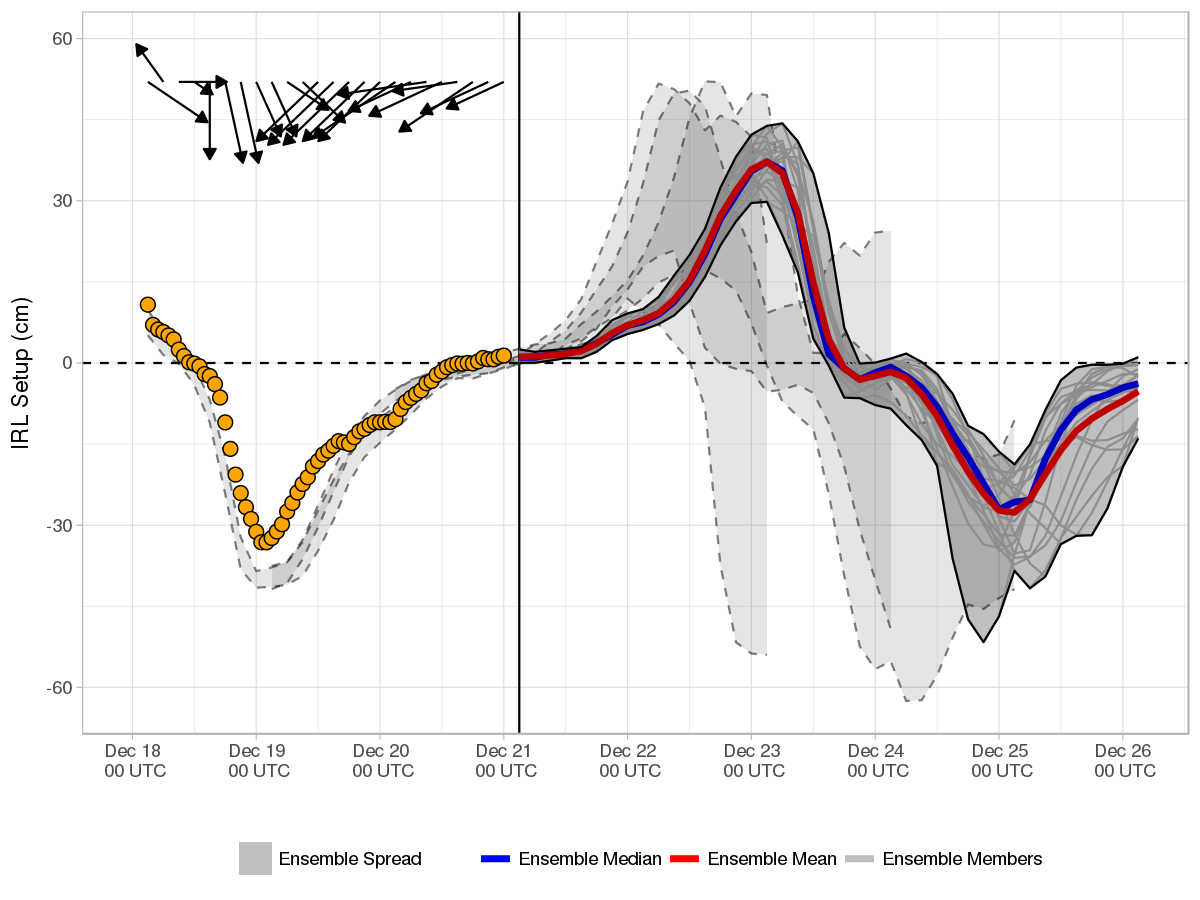 60
30
0
-30
-60
IRL Setup (cm)
Dec 18 Dec 19 Dec 20 Dec 21 Dec 22 Dec 23 Dec 24 Dec 25 Dec 26
00 UTC 00 UTC 00 UTC 00 UTC 00 UTC 00 UTC 00 UTC 00 UTC 00 UTC
Ensemble Spread Ensemble Median Ensemble Mean Ensemble Members